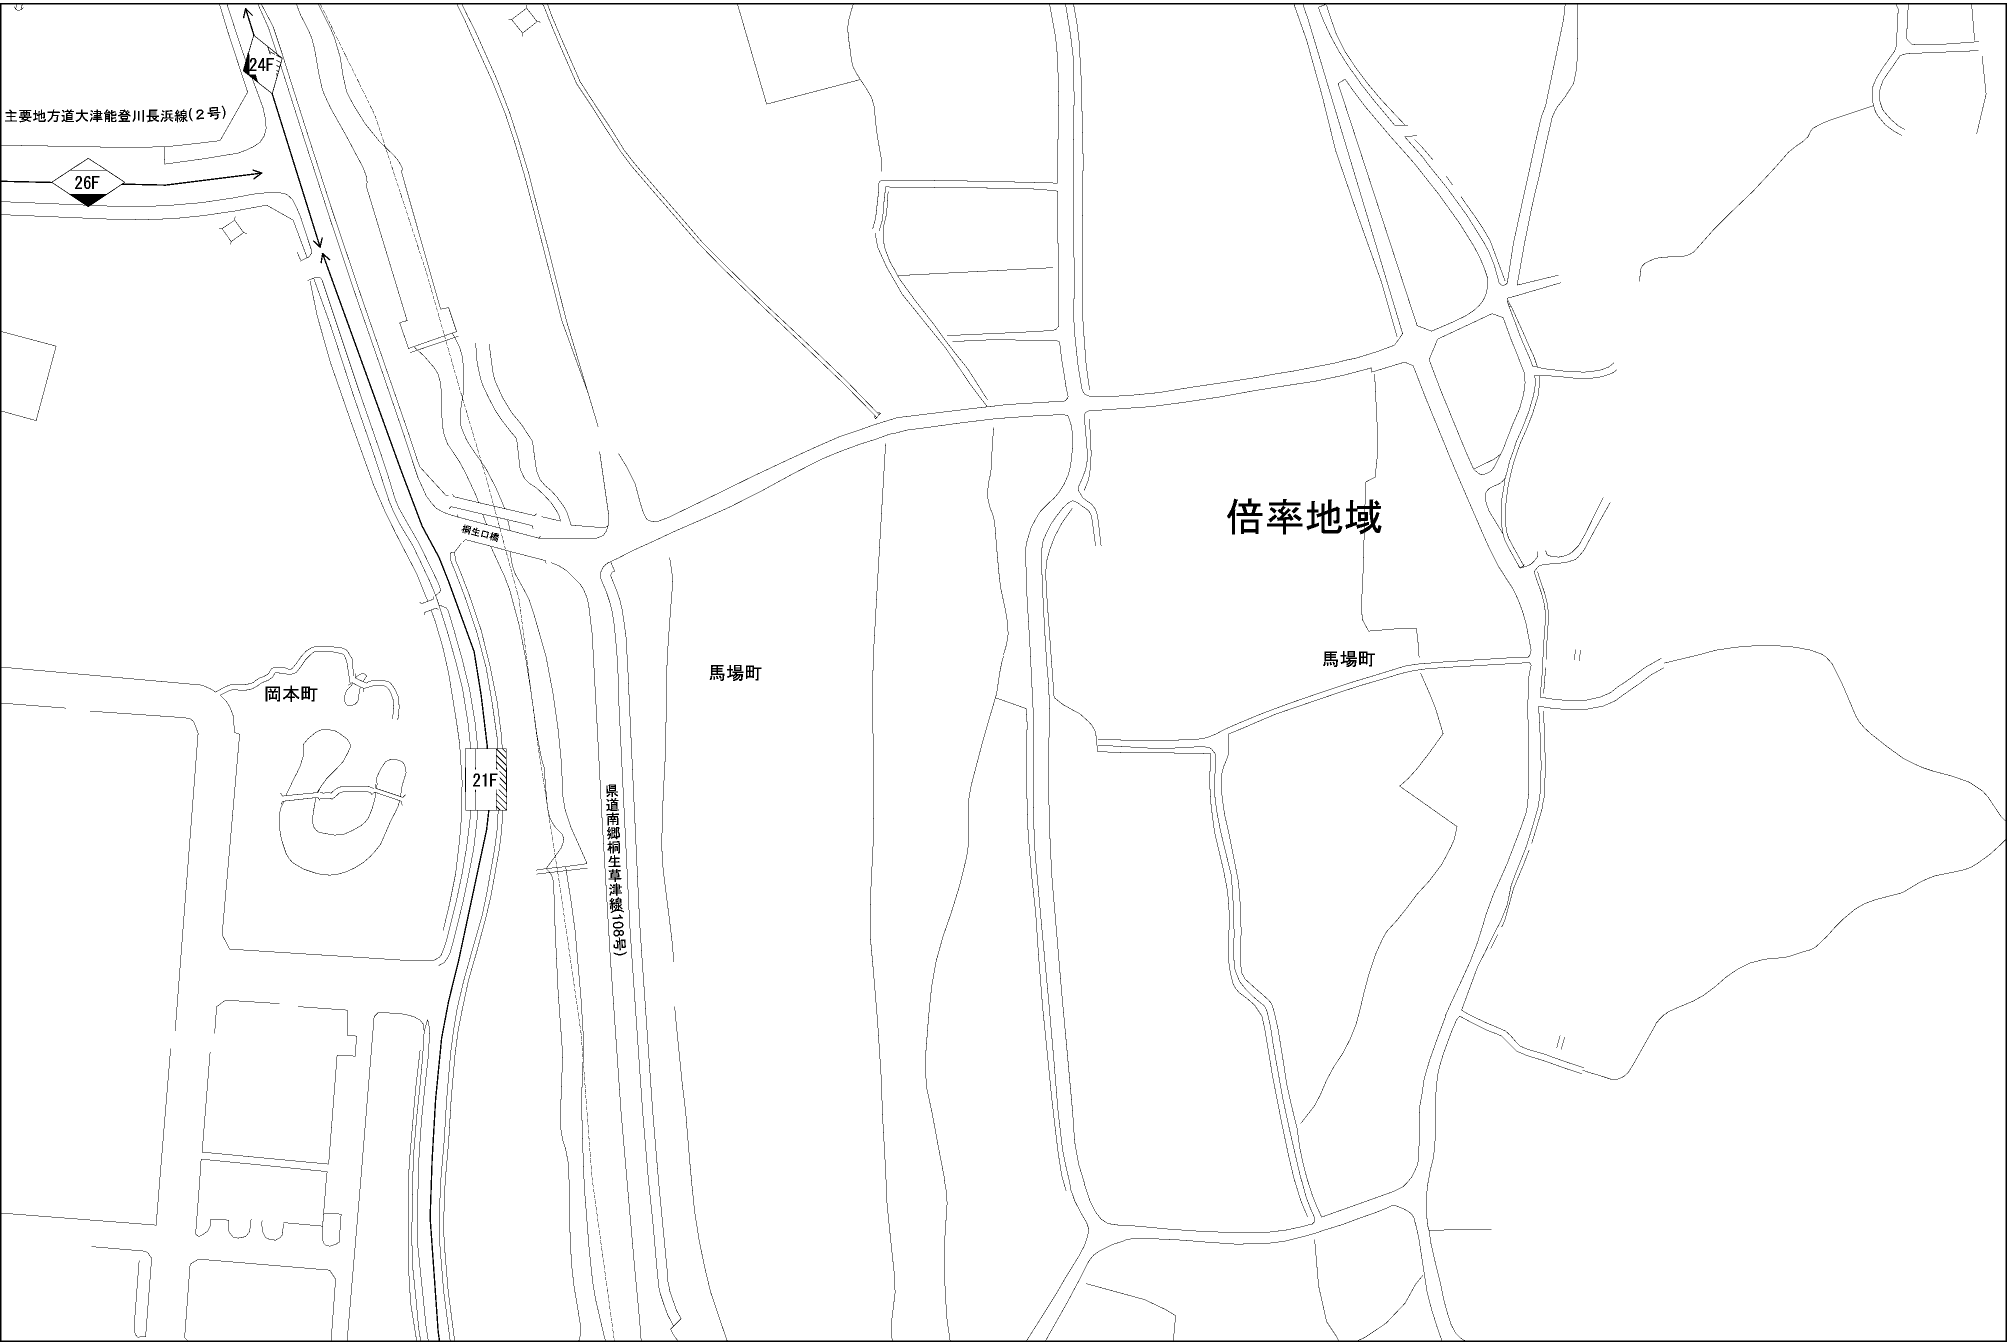 24F
主要地方道大津能登川長浜線(２号)
26F
桐生口橋
倍率地域
馬場町
馬場町
岡本町
21F
県道南郷桐生草津線(108号)